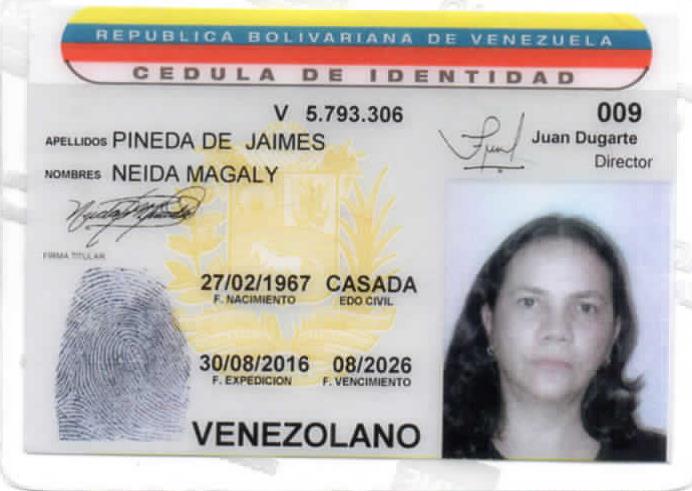 REPUBLICA BOLIVARIANA DE VENEZUELA
CEDULA DE IDENTIDAD
V 5.793.306
009
APELLIDOS PINEDA DE JAIMES
Juan Dugarte
Director
NOMBRES NEIDA MAGALY
FIRMA TITULAR
27/02/1967 CASADA
F. NACIMIENTO EDO CIVIL
30/08/2016 08/2026
F. EXPEDICION F. VENCIMIENTO
VENEZOLANO